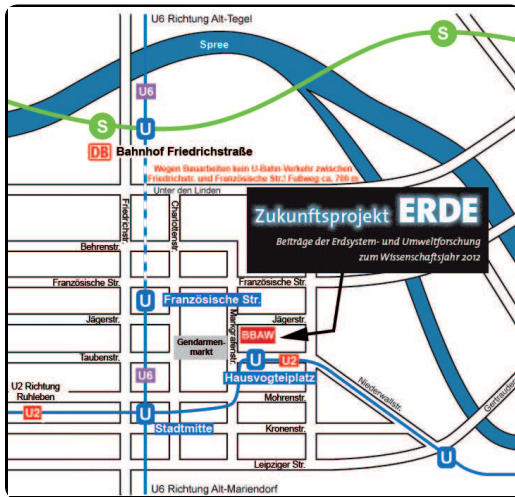 U6 Richtung Alt-Tegel
S
Spree
U6
S
U
DB Bahnhof Friedrichstraße
Wegen Bauarbeiten kein U-Bahn-Verkehr zwischen
Friedrichstr. und Französische Str.! Fußweg ca. 700 m.
Unter den Linden
Friedrichstr.
Charlottenstr.
Zukunftsprojekt ERDE
Beiträge der Erdsystem- und Umweltforschung
zum Wissenschaftsjahr 2012
Behrenstr.
Französische Str.
Französische Str.
U Französische Str.
Markgrafenstr.
Jägerstr.
Jägerstr.
BBAW
Gendarmen-
markt
Taubenstr.
U U2
Hausvogteiplatz
U6
U2 Richtung
Ruhleben
Niederwallstr.
Gertrauden
Mohrenstr.
U2
U
Stadtmitte
Kronenstr.
U
Leipziger Str.
U6 Richtung Alt-Mariendorf